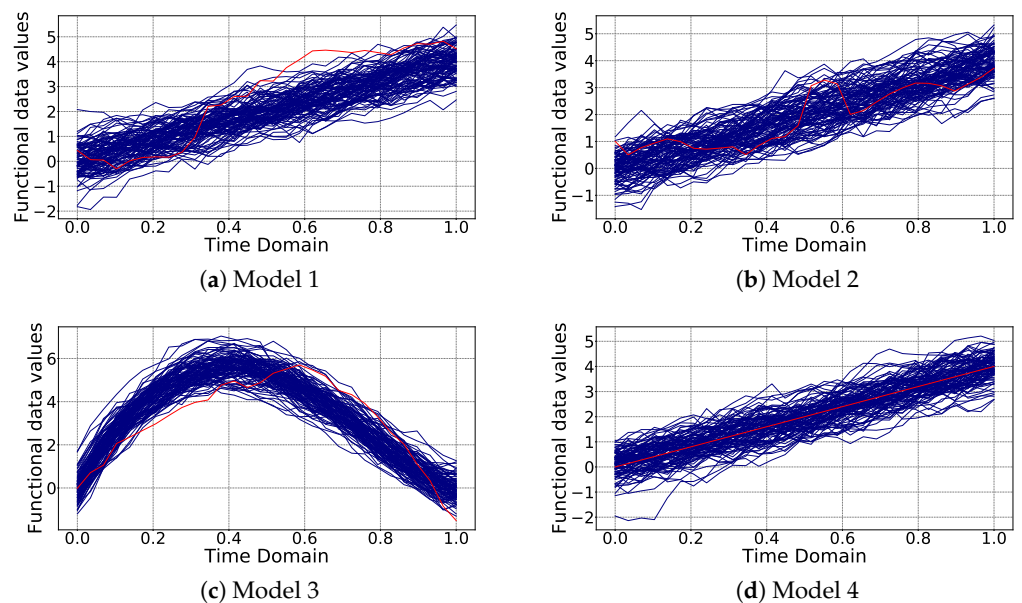 Functional data values
5
4
3
2
1
0
−1
−2
0.0 0.2 0.4 0.6 0.8 1.0
Time Domain
(a) Model 1
Functional data values
5
4
3
2
1
0
−1
0.0 0.2 0.4 0.6 0.8 1.0
Time Domain
(b) Model 2
Functional data values
6
4
2
0
0.0 0.2 0.4 0.6 0.8 1.0
Time Domain
(c) Model 3
Functional data values
5
4
3
2
1
0
−1
−2
0.0 0.2 0.4 0.6 0.8 1.0
Time Domain
(d) Model 4